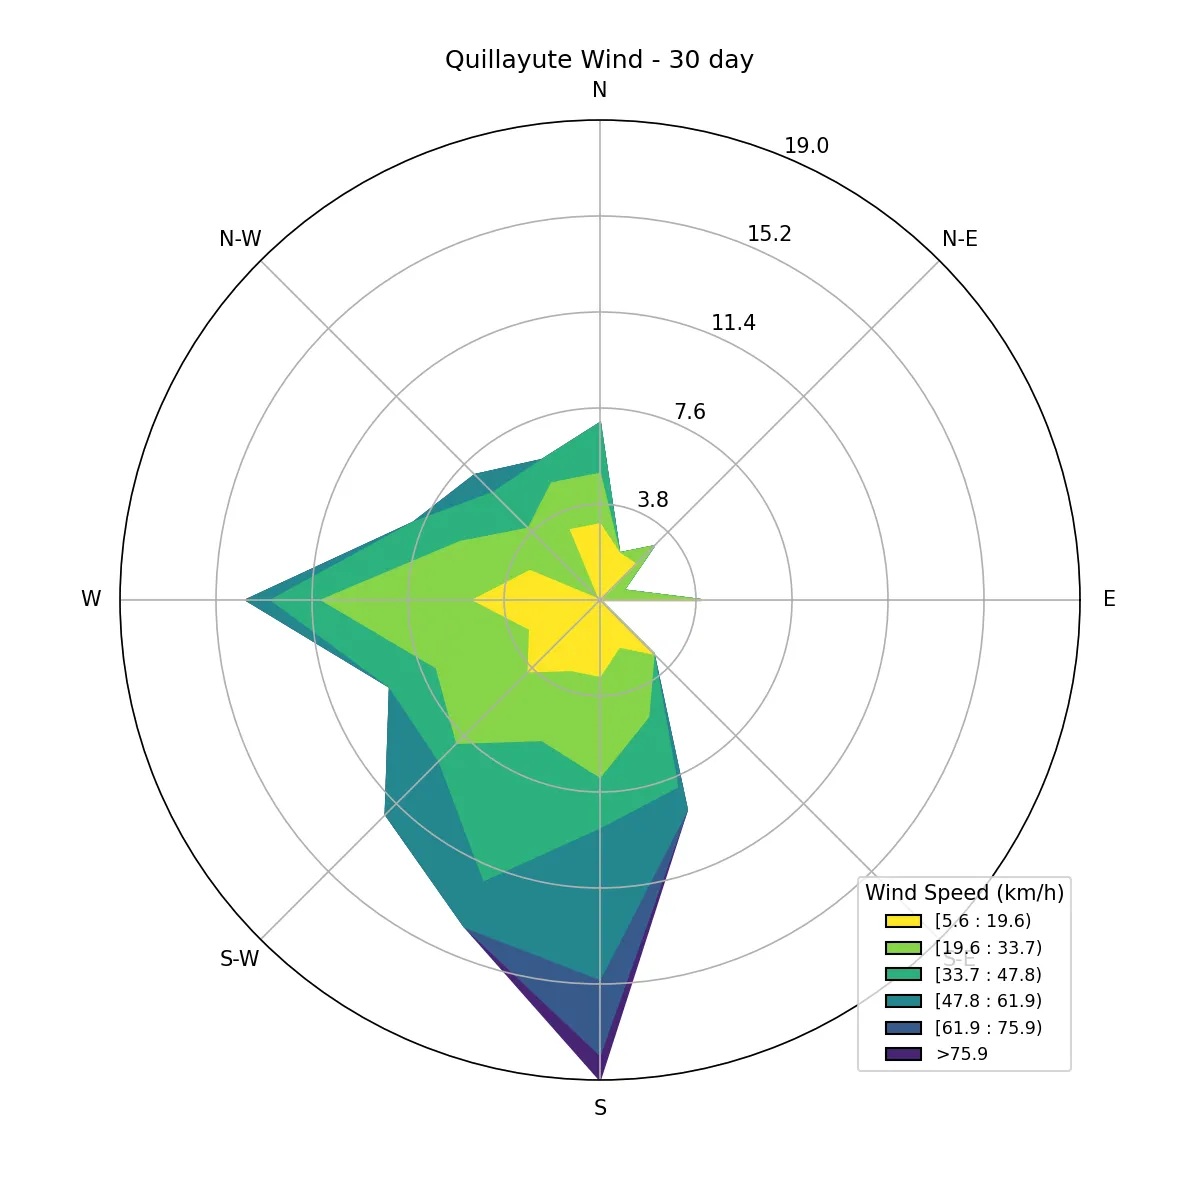 Quillayute Wind - 30 day
N
19.0
15.2
N-W
N-E
11.4
7.6
3.8
W
E
S-W
S-E
Wind Speed (km/h)
[5.6 : 19.6)
[19.6 : 33.7)
[33.7 : 47.8)
[47.8 : 61.9)
[61.9 : 75.9)
>75.9
S